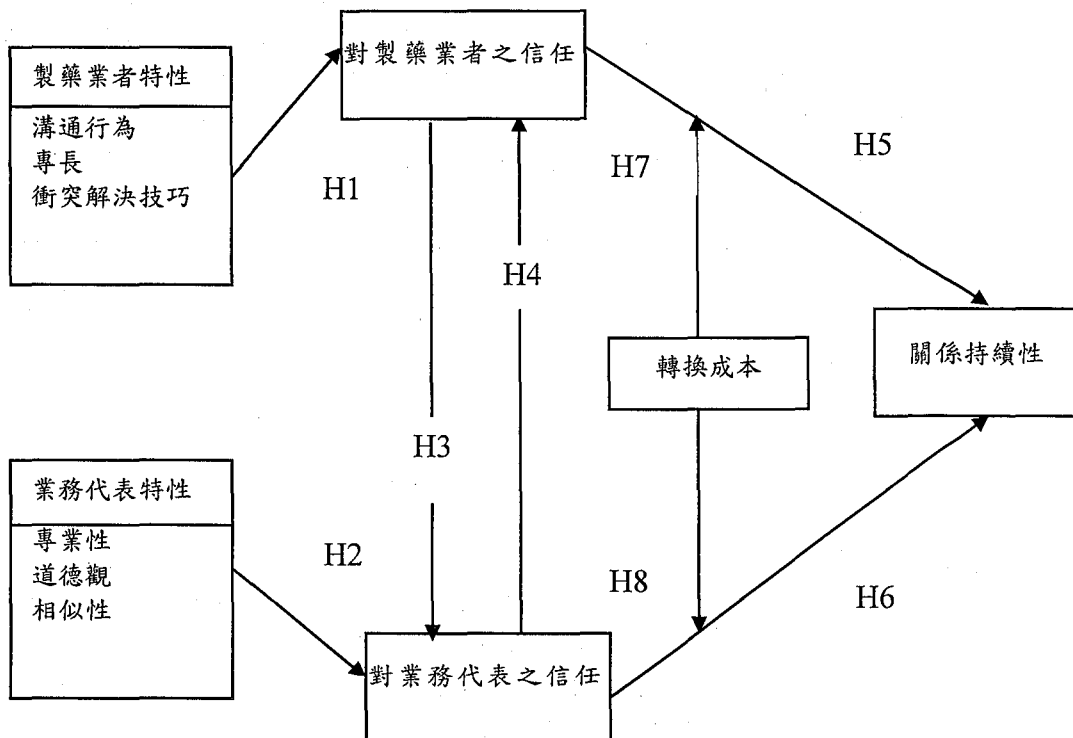 對製藥業者之信任
製藥業者特性
溝通行為
專長
衝突解決技巧
H1
H7
H5
H4
轉換成本
關係持續性
H3
業務代表特性
專業性
道德觀
相似性
H2
H8
H6
對業務代表之信任